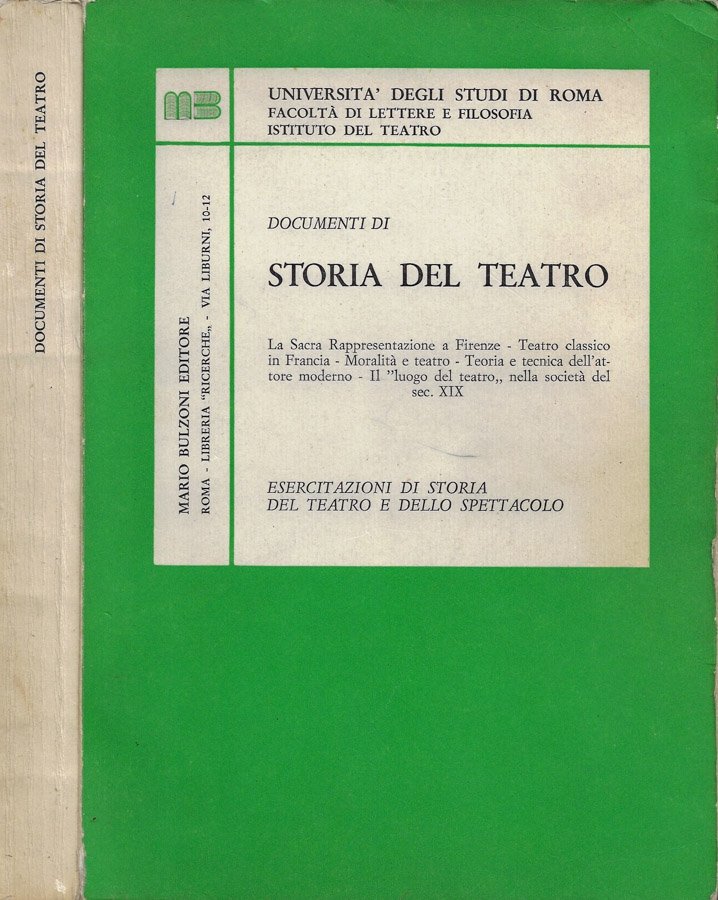 DOCUMENTI DI STORIA DEL TEATRO
MB
UNIVERSITA' DEGLI STUDI DI ROMA
FACOLTÀ DI LETTERE E FILOSOFIA
ISTITUTO DEL TEATRO
MARIO BULZONI EDITORE
ROMA - LIBRERIA "RICERCHE„ - VIA LIBURNI, 10-12
DOCUMENTI DI
STORIA DEL TEATRO
La Sacra Rappresentazione a Firenze - Teatro classico
in Francia - Moralità e teatro - Teoria e tecnica dell'at-
tore moderno - Il "luogo del teatro„ nella società del
sec. XIX
ESERCITAZIONI DI STORIA
DEL TEATRO E DELLO SPETTACOLO